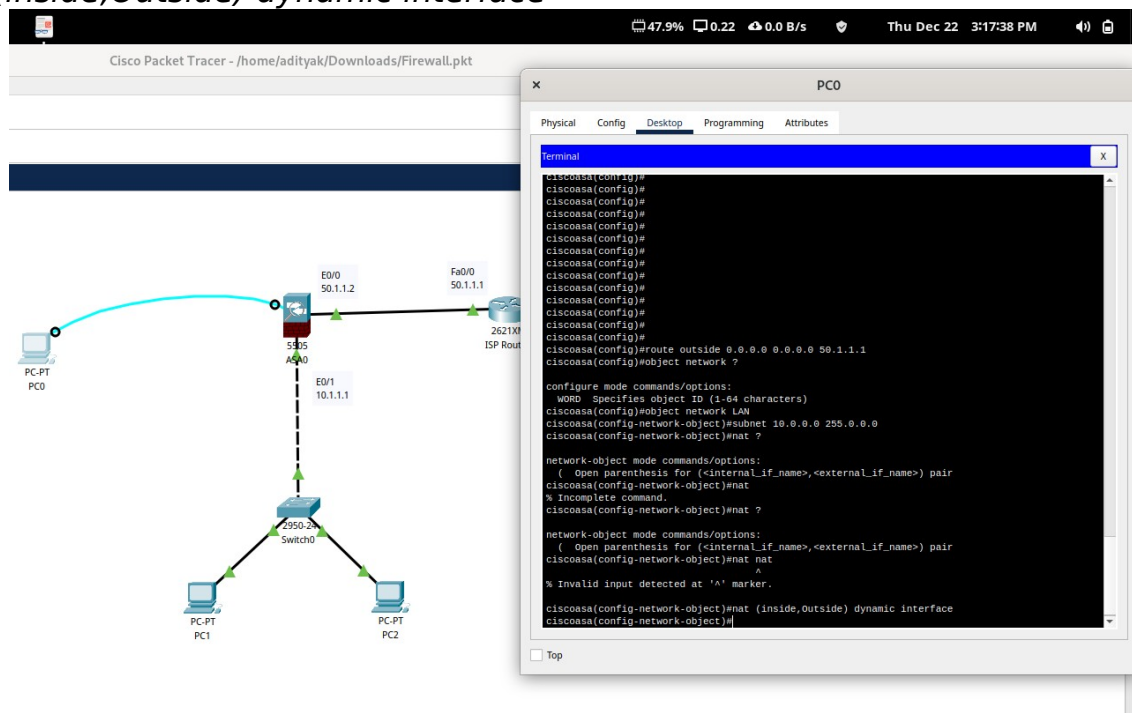 (inside,Outside) dynamic interface
47.9% 0.22 0.0 B/s Thu Dec 22 3:17:38 PM
Cisco Packet Tracer - /home/adityak/Downloads/Firewall.pkt
PC0
Physical Config Desktop Programming Attributes
Terminal X
ciscoasa(config)#
ciscoasa(config)#
ciscoasa(config)#
ciscoasa(config)#
ciscoasa(config)#
ciscoasa(config)#
ciscoasa(config)#
ciscoasa(config)#
ciscoasa(config)#
ciscoasa(config)#
ciscoasa(config)#
ciscoasa(config)#
ciscoasa(config)#
ciscoasa(config)#
ciscoasa(config)#route outside 0.0.0.0 0.0.0.0 50.1.1.1
ciscoasa(config)#object network ?
configure mode commands/options:
WORD Specifies object ID (1-64 characters)
ciscoasa(config)#object network LAN
ciscoasa(config-network-object)#subnet 10.0.0.0 255.0.0.0
ciscoasa(config-network-object)#nat ?
network-object mode commands/options:
( Open parenthesis for (<internal_if_name>,<external_if_name>) pair
ciscoasa(config-network-object)#nat
% Incomplete command.
ciscoasa(config-network-object)#nat ?
network-object mode commands/options:
( Open parenthesis for (<internal_if_name>,<external_if_name>) pair
ciscoasa(config-network-object)#nat nat
^
% Invalid input detected at '^' marker.
ciscoasa(config-network-object)#nat (inside,Outside) dynamic interface
ciscoasa(config-network-object)#
Top
E0/0
50.1.1.2
Fa0/0
50.1.1.1
2621XM
ISP Rout
5505
ASA0
PC-PT
PC0
E0/1
10.1.1.1
2950-24
Switch0
PC-PT
PC1
PC-PT
PC2